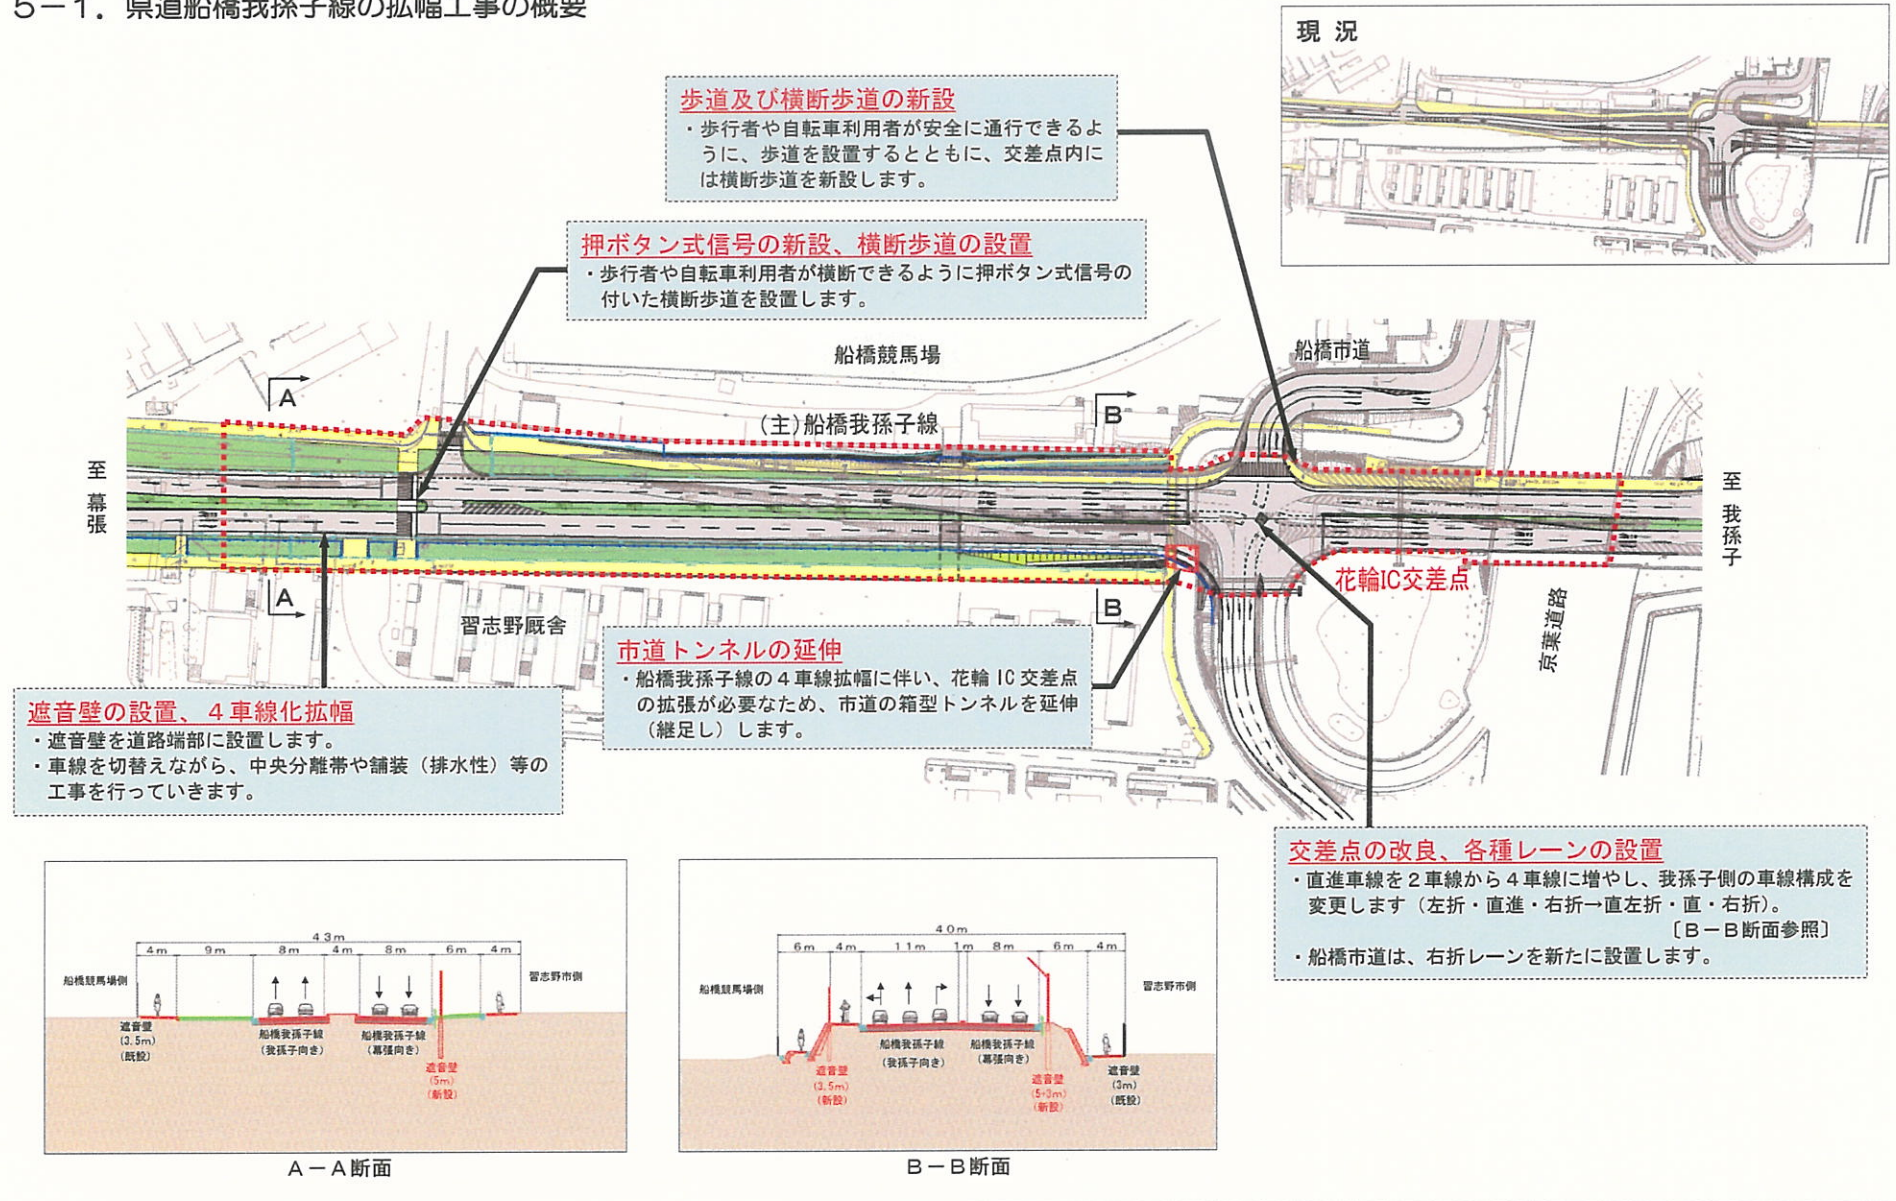 5－1．県道船橋我孫子線の拡幅工事の概要
現 況
歩道及び横断歩道の新設
・歩行者や自転車利用者が安全に通行できるよ
うに、歩道を設置するとともに、交差点内に
は横断歩道を新設します。
押ボタン式信号の新設、横断歩道の設置
・歩行者や自転車利用者が横断できるように押ボタン式信号の
付いた横断歩道を設置します。
船橋競馬場
船橋市道
A
B
(主)船橋我孫子線
至 幕張
至 我孫子
花輪IC交差点
京葉道路
A
B
習志野厩舎
市道トンネルの延伸
・船橋我孫子線の４車線拡幅に伴い、花輪 IC 交差点
の拡張が必要なため、市道の箱型トンネルを延伸
（継足し）します。
遮音壁の設置、４車線化拡幅
・遮音壁を道路端部に設置します。
・車線を切替えながら、中央分離帯や舗装（排水性）等の
工事を行っていきます。
交差点の改良、各種レーンの設置
・直進車線を２車線から４車線に増やし、我孫子側の車線構成を
変更します（左折・直進・右折→直左折・直・右折）。
〔Ｂ－Ｂ断面参照〕
・船橋市道は、右折レーンを新たに設置します。
43m
4m 9m 8m 4m 8m 6m 4m
船橋競馬場側
習志野市側
遮音壁
(3.5m)
(既設)
船橋我孫子線
(我孫子向き)
船橋我孫子線
(幕張向き)
遮音壁
(5m)
(新設)
A－A断面
40m
6m 4m 11m 1m 8m 6m 4m
船橋競馬場側
習志野市側
船橋我孫子線
(我孫子向き)
船橋我孫子線
(幕張向き)
遮音壁
(3.5m)
(新設)
遮音壁
(5+3m)
(新設)
遮音壁
(3m)
(既設)
B－B断面